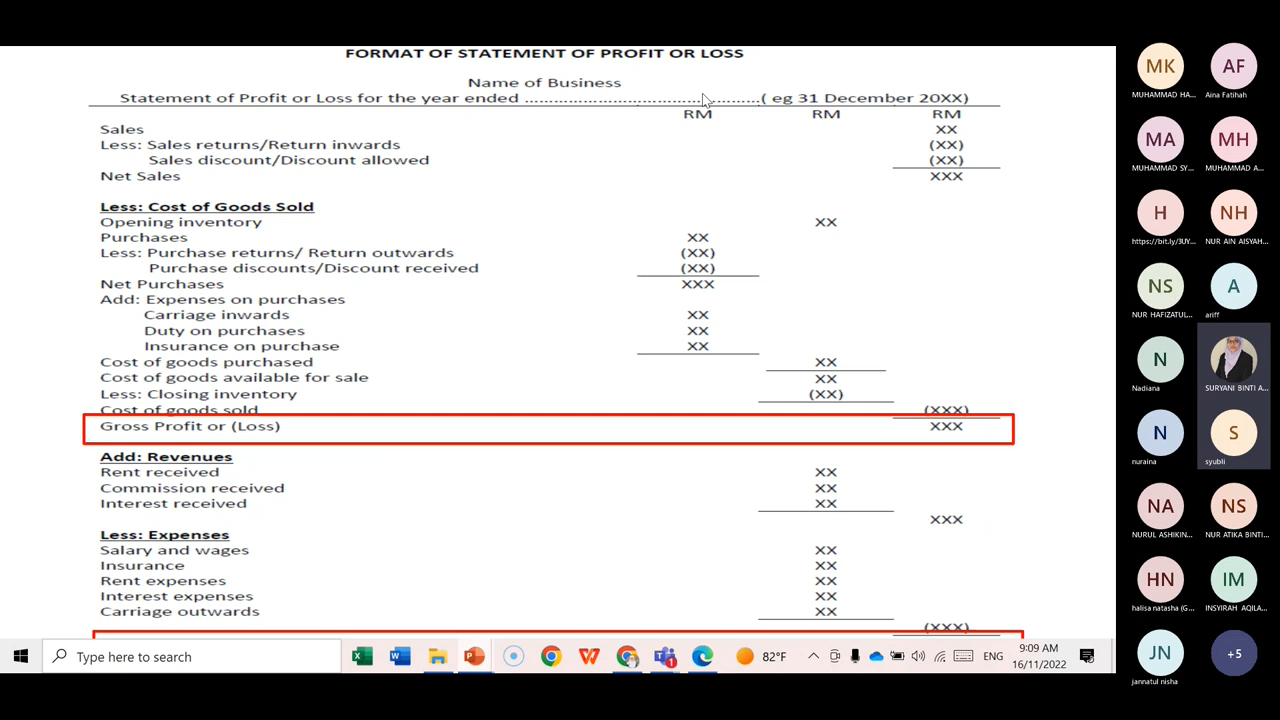 FORMAT OF STATEMENT OF PROFIT OR LOSS
Name of Business
Statement of Profit or Loss for the year ended ................................................( eg 31 December 20XX)
RM RM RM
Sales XX
Less: Sales returns/Return inwards (XX)
Sales discount/Discount allowed (XX)
Net Sales XXX
Less: Cost of Goods Sold
Opening inventory XX
Purchases XX
Less: Purchase returns/ Return outwards (XX)
Purchase discounts/Discount received (XX)
Net Purchases XXX
Add: Expenses on purchases
Carriage inwards XX
Duty on purchases XX
Insurance on purchase XX
Cost of goods purchased XX
Cost of goods available for sale XX
Less: Closing inventory (XX)
Cost of goods sold (XXX)
Gross Profit or (Loss) XXX
Add: Revenues
Rent received XX
Commission received XX
Interest received XX
XXX
Less: Expenses
Salary and wages XX
Insurance XX
Rent expenses XX
Interest expenses XX
Carriage outwards XX
(XXX)
MK AF
MUHAMMAD HA... Aina Fatihah
MA MH
MUHAMMAD SY... MUHAMMAD A...
H NH
https://bit.ly/3UY... NUR AIN AISYAH...
NS A
NUR HAFIZATUL... ariff
N
Nadiana SURYANI BINTI A...
N S
nuraina syubli
NA NS
NURUL ASHIKIN... NUR ATIKA BINTI...
HN IM
halisa natasha (G... INSYIRAH AQILA...
JN +5
jannatul nisha
Type here to search
1
82°F
ENG
9:09 AM
16/11/2022